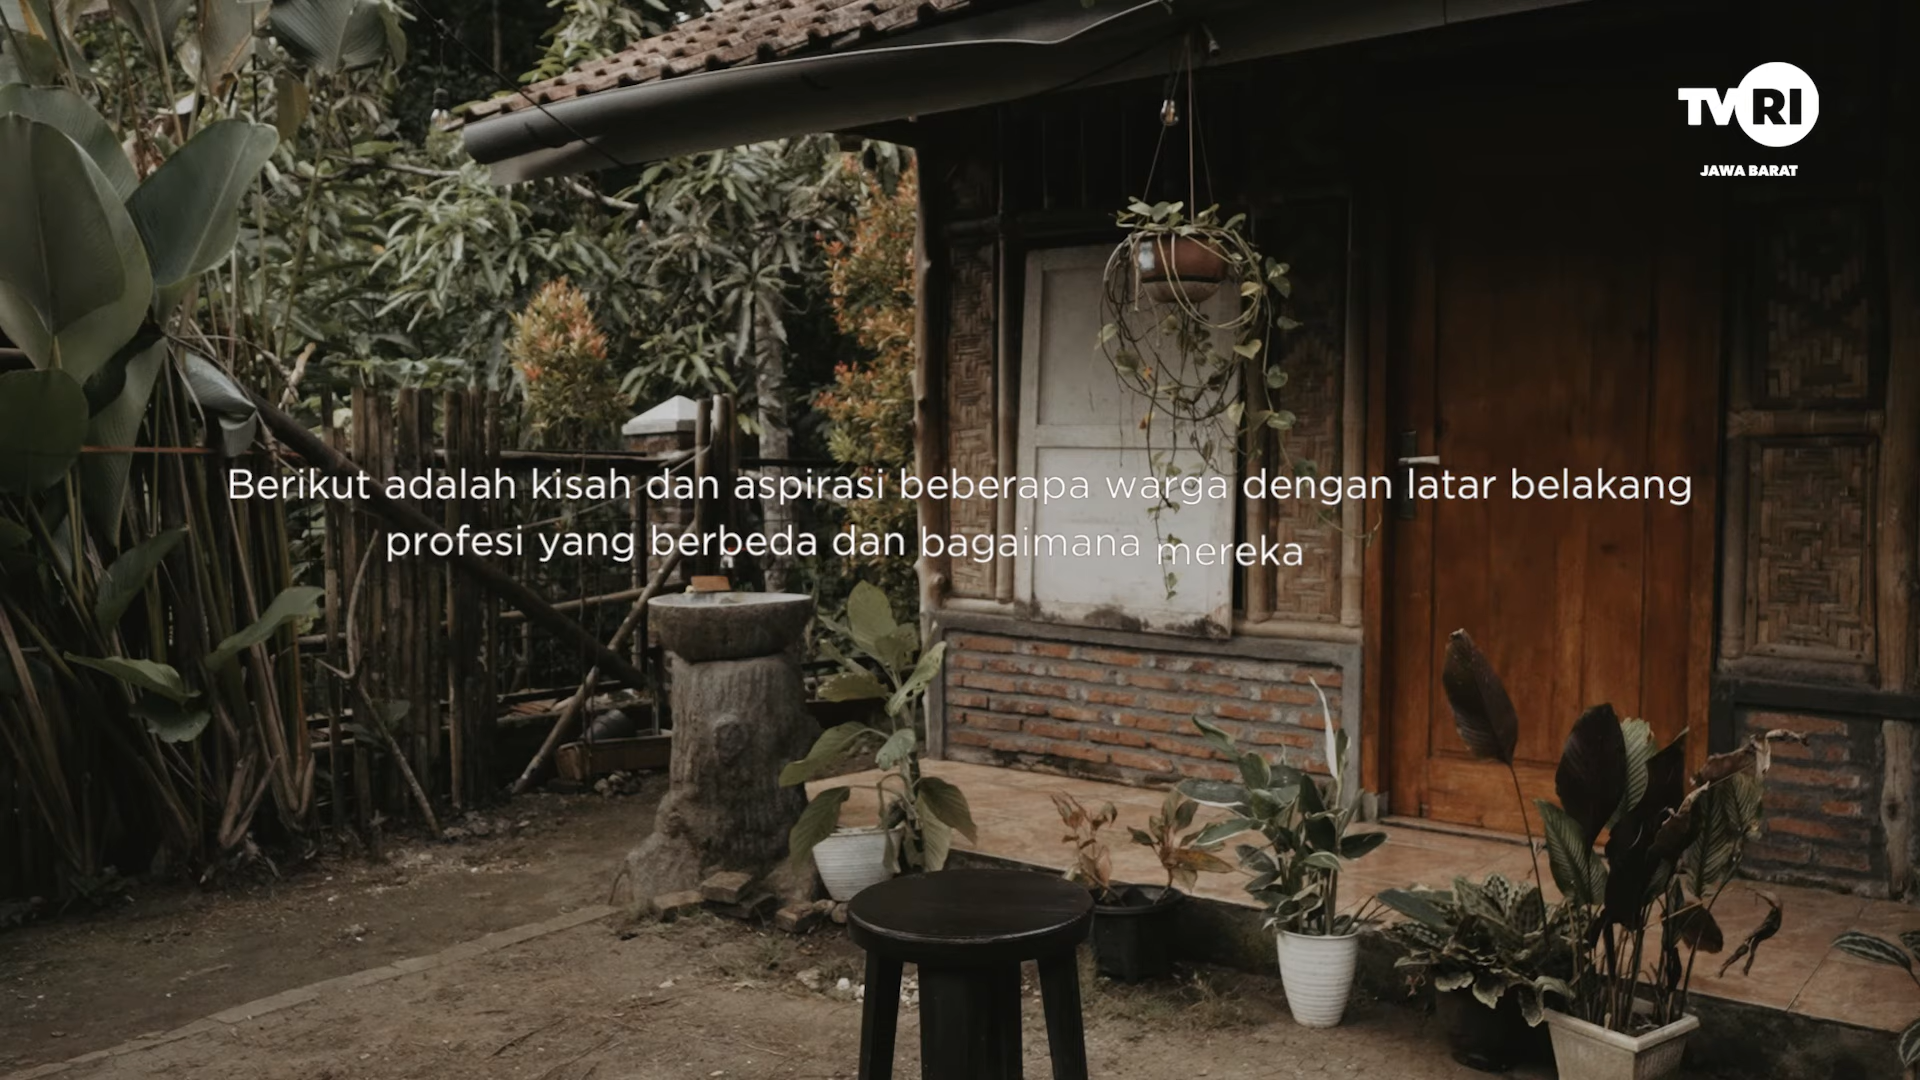 TVRI
JAWA BARAT
Berikut adalah kisah dan aspirasi beberapa warga dengan latar belakang
profesi yang berbeda dan bagaimana mereka